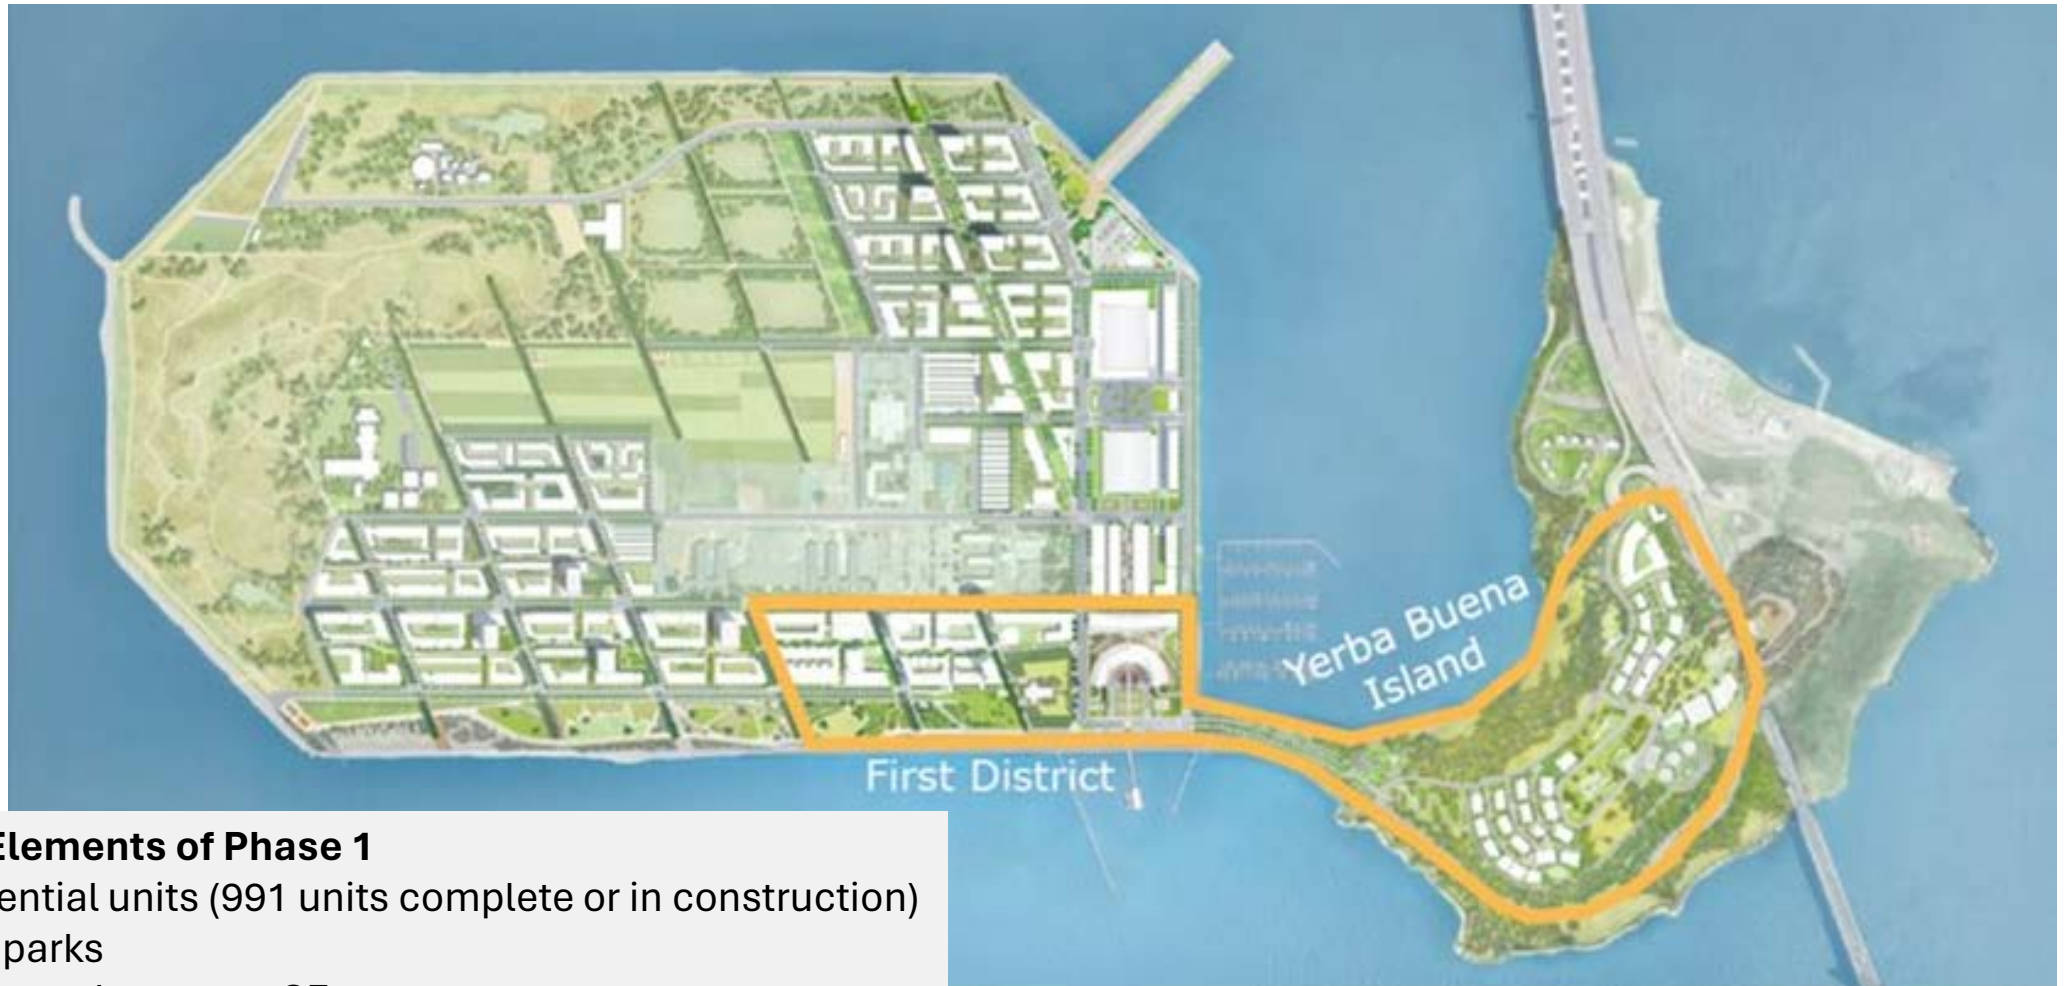 Yerba Buena
Island
First District
Elements of Phase 1
ential units (991 units complete or in construction)
parks